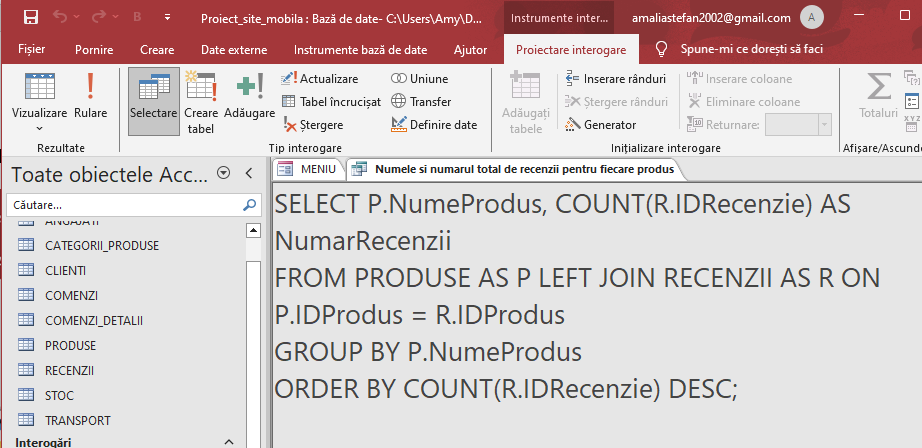 Proiect_site_mobila : Bază de date- C:\Users\Amy\D...
Instrumente inter...
amaliastefan2002@gmail.com
A
Fișier
Pornire
Creare
Date externe
Instrumente bază de date
Ajutor
Proiectare interogare
Spune-mi ce dorești să faci
Vizualizare
Rulare
Rezultate
Selectare
Creare tabel
Adăugare
Actualizare
Tabel încrucișat
Ștergere
Uniune
Transfer
Definire date
Tip interogare
Adăugați tabele
Inserare rânduri
Ștergere rânduri
Generator
Inserare coloane
Eliminare coloane
Returnare:
Inițializare interogare
Totaluri
Afișare/Ascund
Toate obiectele Acc...
Căutare...
ANGAJATI
CATEGORII_PRODUSE
CLIENTI
COMENZI
COMENZI_DETALII
PRODUSE
RECENZII
STOC
TRANSPORT
Interogări
MENIU
Numele si numarul total de recenzii pentru fiecare produs
SELECT P.NumeProdus, COUNT(R.IDRecenzie) AS
NumarRecenzii
FROM PRODUSE AS P LEFT JOIN RECENZII AS R ON
P.IDProdus = R.IDProdus
GROUP BY P.NumeProdus
ORDER BY COUNT(R.IDRecenzie) DESC;